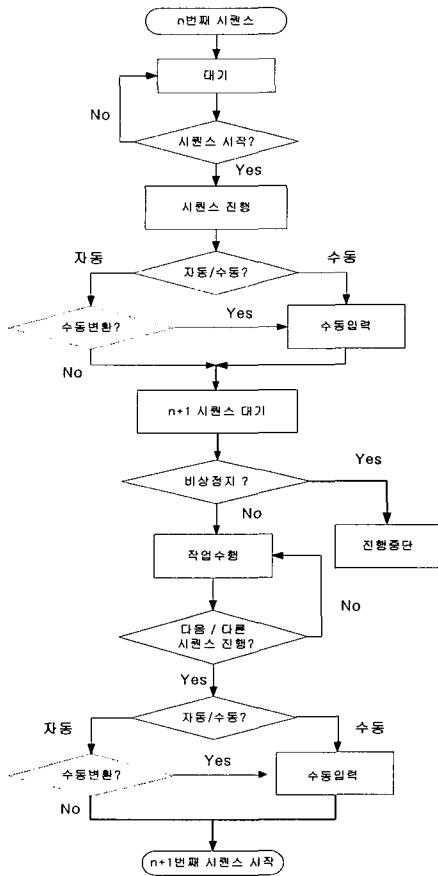 n번째 시퀀스
대기
No
시퀀스 시작?
Yes
시퀀스 진행
자동
수동
자동/수동?
수동변환?
Yes
수동입력
No
n+1 시퀀스 대기
Yes
비상정지 ?
No
진행중단
작업수행
No
다음 / 다른
시퀀스 진행?
Yes
자동/수동?
자동
수동
수동변환?
Yes
수동입력
No
n+1번째 시퀀스 시작